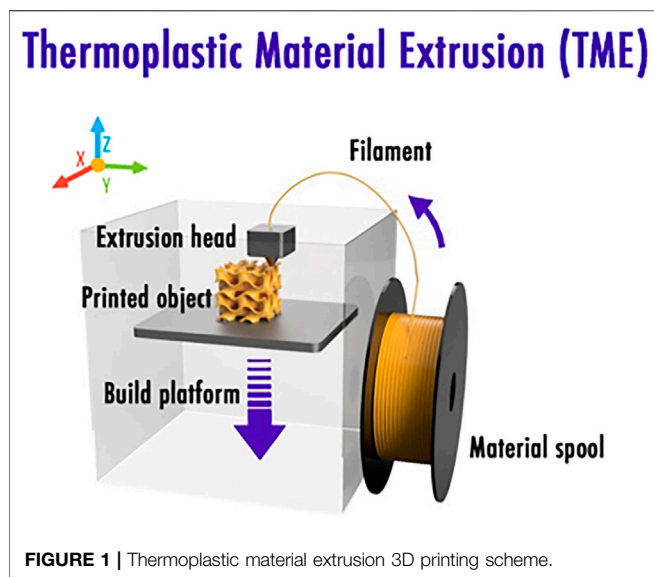 Thermoplastic Material Extrusion (TME)
Z
X
Y
Filament
Extrusion head
Printed object
Build platform
Material spool
FIGURE 1 | Thermoplastic material extrusion 3D printing scheme.